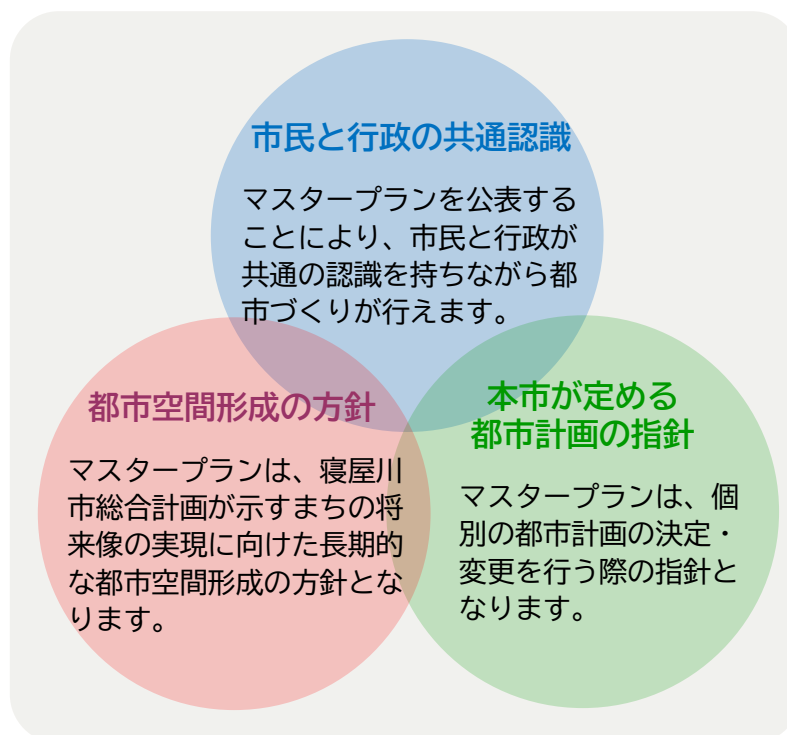 市民と行政の共通認識
マスタープランを公表する
ことにより、市民と行政が
共通の認識を持ちながら都
市づくりが行えます。
都市空間形成の方針
マスタープランは、寝屋川
市総合計画が示すまちの将
来像の実現に向けた長期的
な都市空間形成の方針とな
ります。
本市が定める
都市計画の指針
マスタープランは、個
別の都市計画の決定・
変更を行う際の指針と
なります。